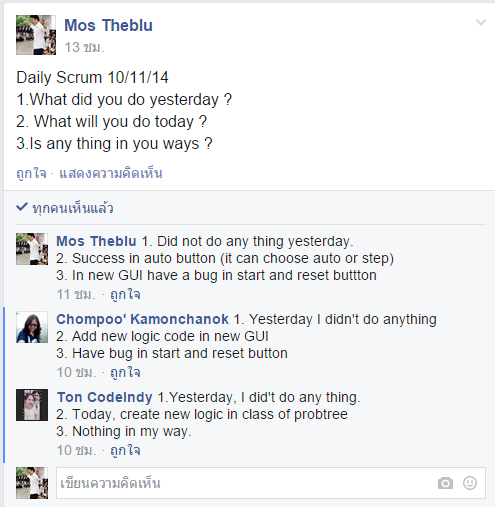 Mos Theblu
13 ชม.
Daily Scrum 10/11/14
1.What did you do yesterday ?
2. What will you do today ?
3.Is any thing in you ways ?
ถูกใจ · แสดงความคิดเห็น
ทุกคนเห็นแล้ว
Mos Theblu 1. Did not do any thing yesterday.
2. Success in auto button (it can choose auto or step)
3. In new GUI have a bug in start and reset buttton
11 ชม. · ถูกใจ
Chompoo' Kamonchanok 1. Yesterday I didn't do anything
2. Add new logic code in new GUI
3. Have bug in start and reset button
10 ชม. · ถูกใจ
Ton CodeIndy 1.Yesterday, I did't do any thing.
2. Today, create new logic in class of probtree
3. Nothing in my way.
10 ชม. · ถูกใจ
เขียนความคิดเห็น